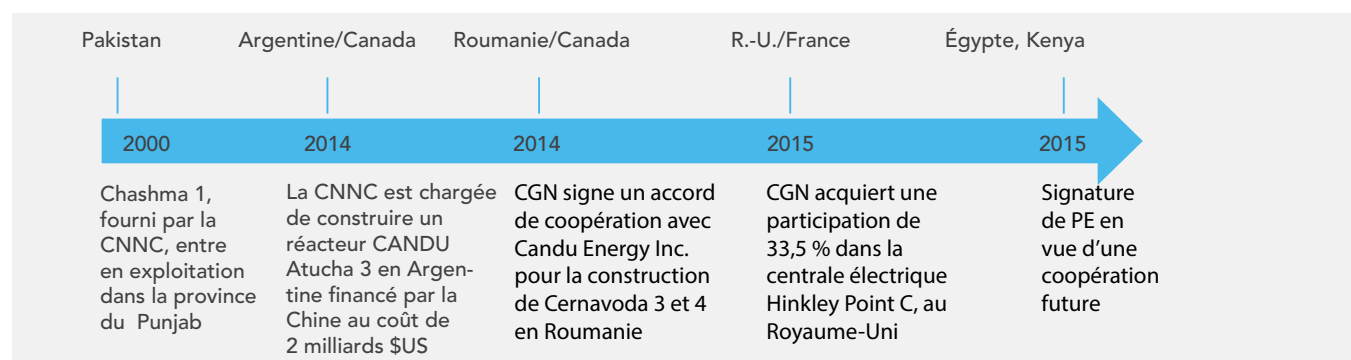 Pakistan
Argentine/Canada
Roumanie/Canada
R.-U./France
Égypte, Kenya
2000
2014
2014
2015
2015
Chashma 1,
fourni par la
CNNC, entre
en exploitation
dans la province
du Punjab
La CNNC est chargée
de construire un
réacteur CANDU
Atucha 3 en Argen-
tine financé par la
Chine au coût de
2 milliards $US
CGN signe un accord
de coopération avec
Candu Energy Inc.
pour la construction
de Cernavoda 3 et 4
en Roumanie
CGN acquiert une
participation de
33,5 % dans la
centrale électrique
Hinkley Point C, au
Royaume-Uni
Signature
de PE en
vue d’une
coopération
future